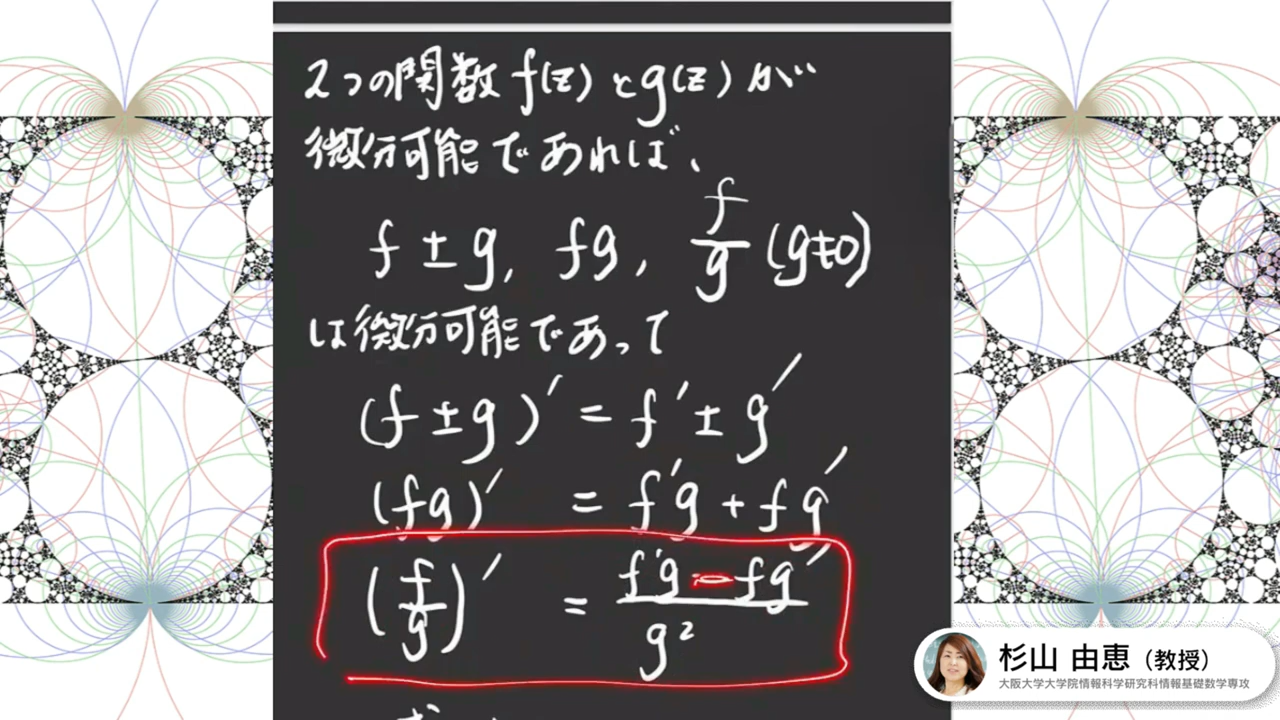 2つの関数 f(z) と g(z) が
微分可能であれば、
f ± g, fg, f/g (g≠0)
は微分可能であって
(f ± g)′ = f′ ± g′
(fg)′ = f′g + fg′
(f/g)′ = (f′g − fg′)/g²
杉山 由恵（教授）
大阪大学大学院情報科学研究科情報基礎数学専攻